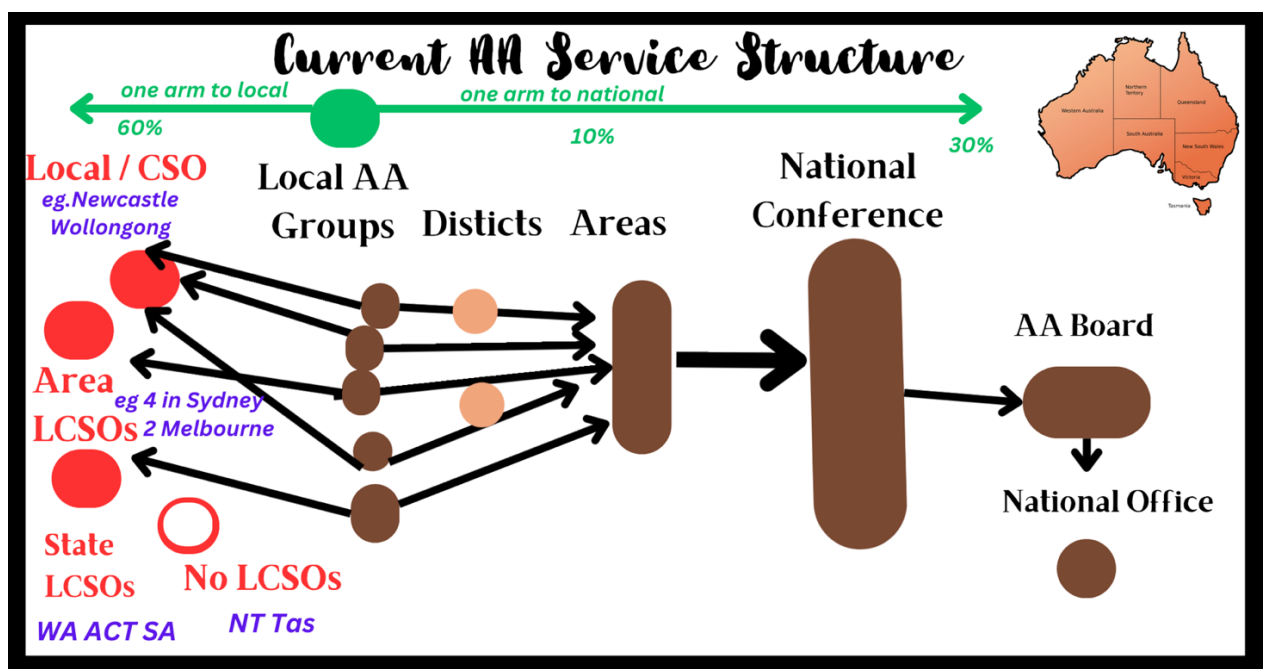 Current AA Service Structure
one arm to local
one arm to national
60%
10%
30%
Local / CSO
eg.Newcastle
Wollongong
Local AA
Groups
Disticts
Areas
National
Conference
Western Australia
Northern
Territory
Queensland
South Australia
New South Wales
Victoria
Tasmania
AA Board
Area
LCSOs
eg 4 in Sydney
2 Melbourne
National Office
State
LCSOs
No LCSOs
WA ACT SA
NT Tas